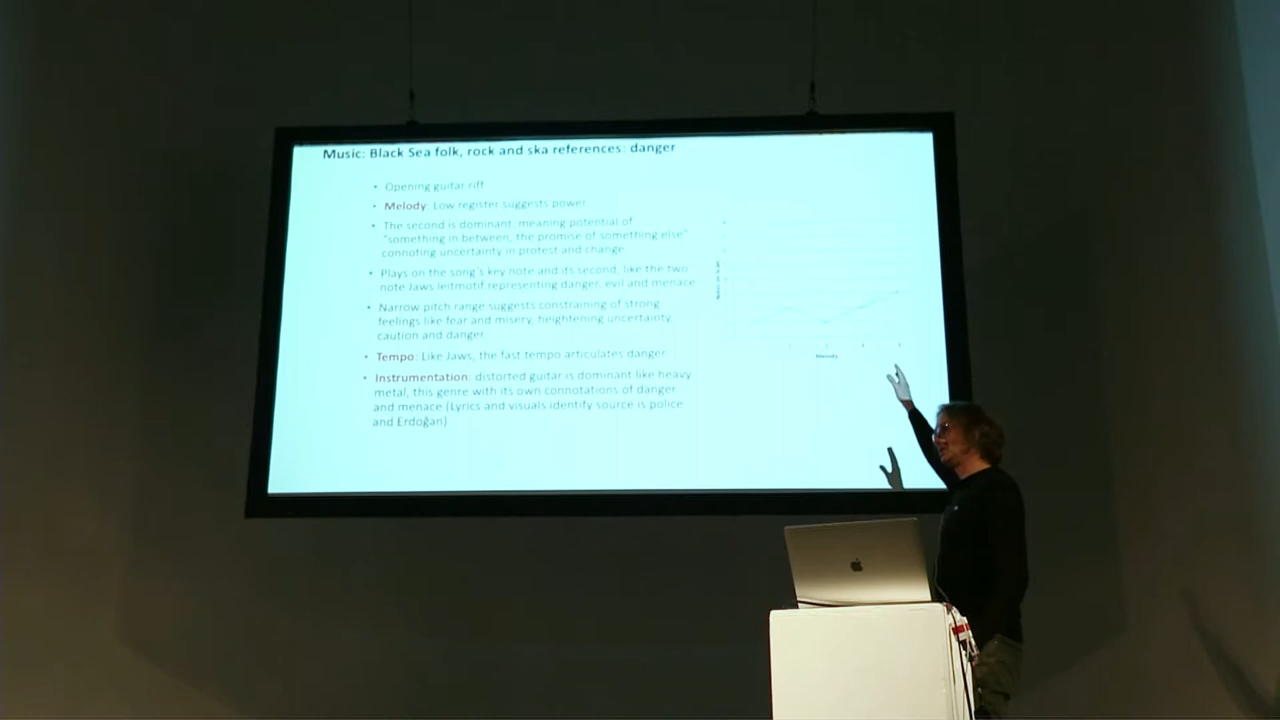 Music: Black Sea folk, rock and ska references: danger
• Opening guitar riff
• Melody: Low register suggests power
• The second is dominant, meaning potential of
"something in between, the promise of something else"
connoting uncertainty in protest and change
• Plays on the song's key note and its second, like the two
note Jaws leitmotif representing danger, evil and menace
• Narrow pitch range suggests constraining of strong
feelings like fear and misery, heightening uncertainty,
caution and danger
• Tempo: Like Jaws, the fast tempo articulates danger
• Instrumentation: distorted guitar is dominant like heavy
metal, this genre with its own connotations of danger
and menace (Lyrics and visuals identify source is police
and Erdoğan)
Melody